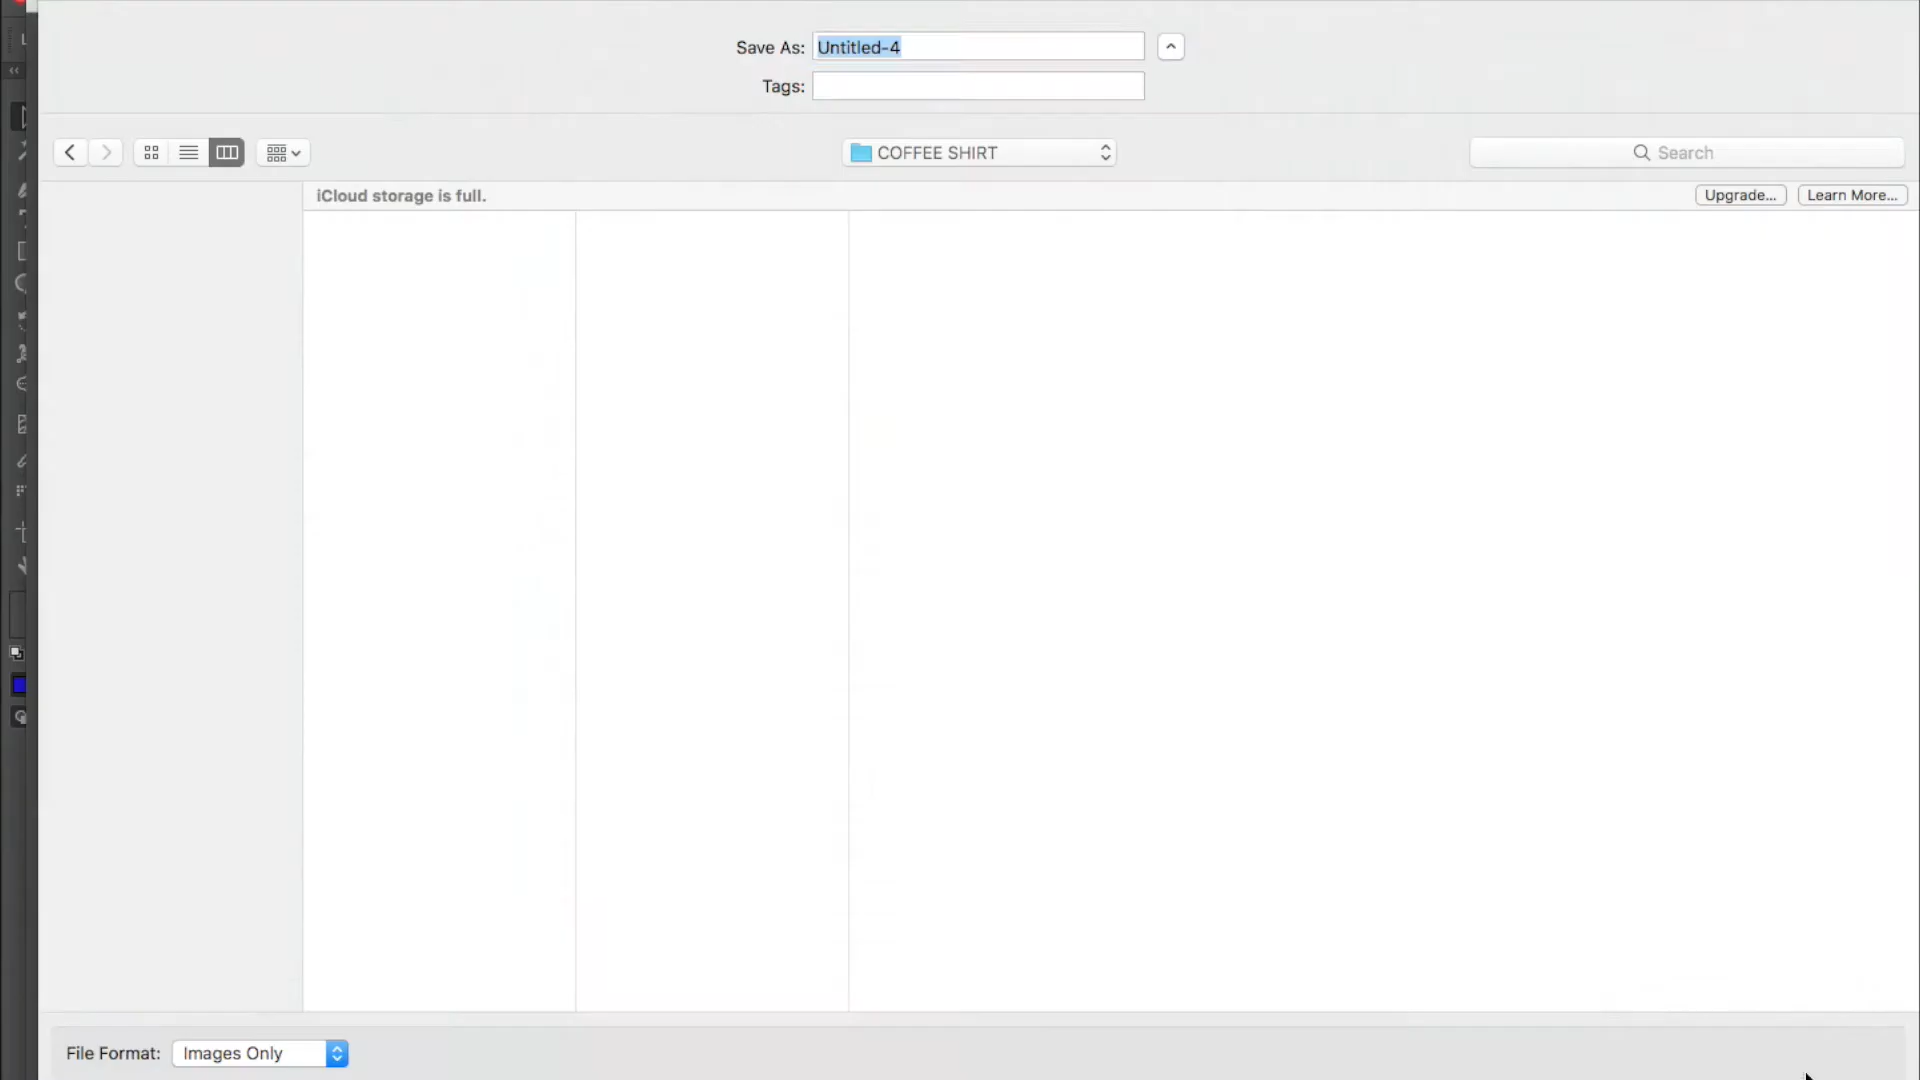 Save As: Untitled-4
Tags:
COFFEE SHIRT
Search
iCloud storage is full.
Upgrade...
Learn More...
File Format: Images Only